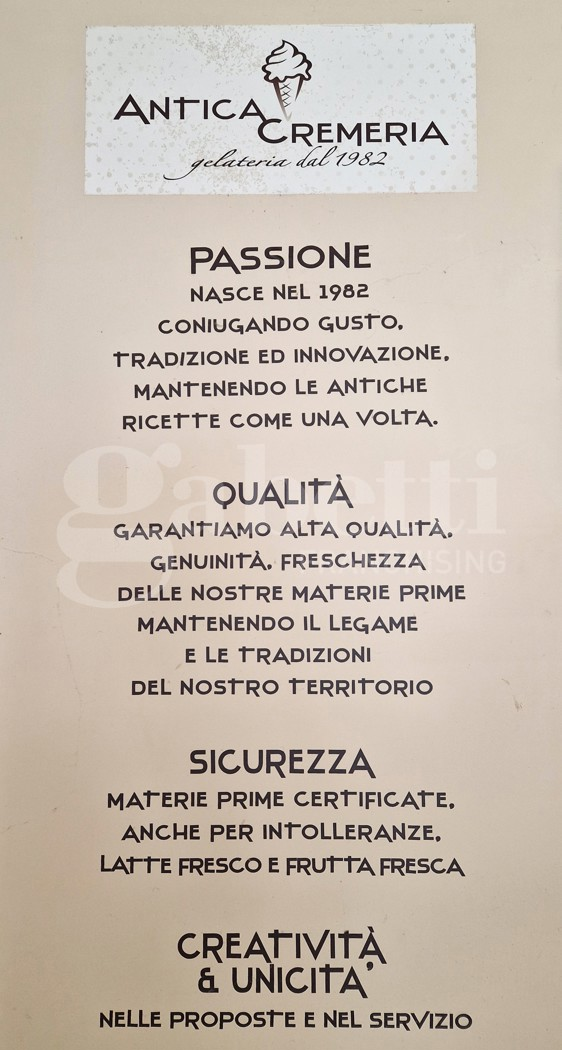 ANTICA
CREMERIA
gelateria dal 1982
PASSIONE
NASCE NEL 1982
CONIUGANDO GUSTO,
TRADIZIONE ED INNOVAZIONE,
MANTENENDO LE ANTICHE
RICETTE COME UNA VOLTA.
QUALITÀ
GARANTIAMO ALTA QUALITÀ,
GENUINITÀ, FRESCHEZZA
DELLE NOSTRE MATERIE PRIME
MANTENENDO IL LEGAME
E LE TRADIZIONI
DEL NOSTRO TERRITORIO
gabetti
SICUREZZA
MATERIE PRIME CERTIFICATE,
ANCHE PER INTOLLERANZE,
LATTE FRESCO E FRUTTA FRESCA
CREATIVITÀ
& UNICITA'
NELLE PROPOSTE E NEL SERVIZIO